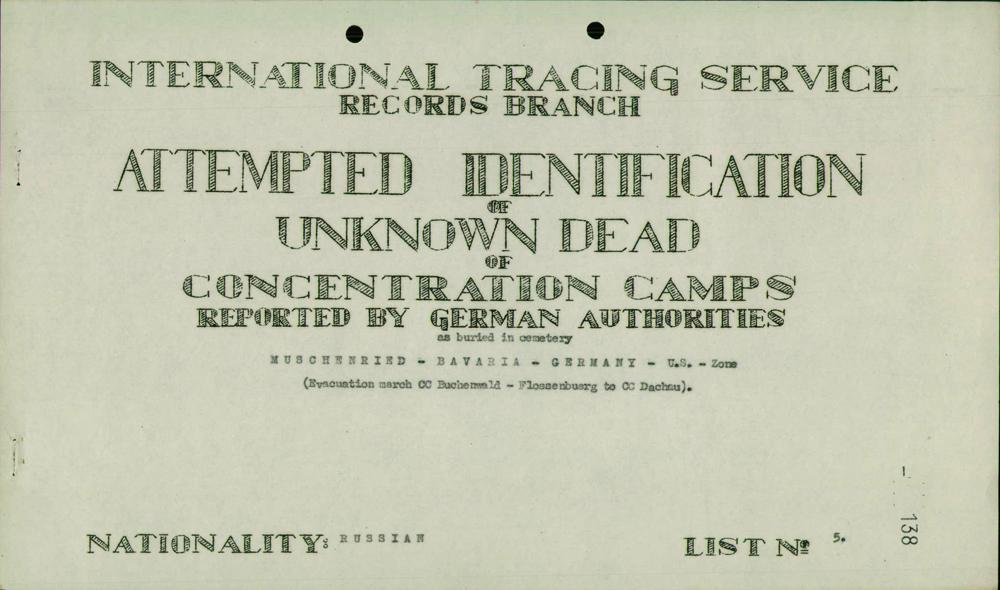 INTERNATIONAL TRACING SERVICE
RECORDS BRANCH
ATTEMPTED IDENTIFICATION
OF
UNKNOWN DEAD
OF
CONCENTRATION CAMPS
REPORTED BY GERMAN AUTHORITIES
as buried in cemetery
MUSCHENRIED - BAVARIA - GERMANY - U.S. - Zone
(Evacuation march CC Buchenwald - Flossenbuerg to CC Dachau).
NATIONALITY: RUSSIAN
LIST Nº 5.
138